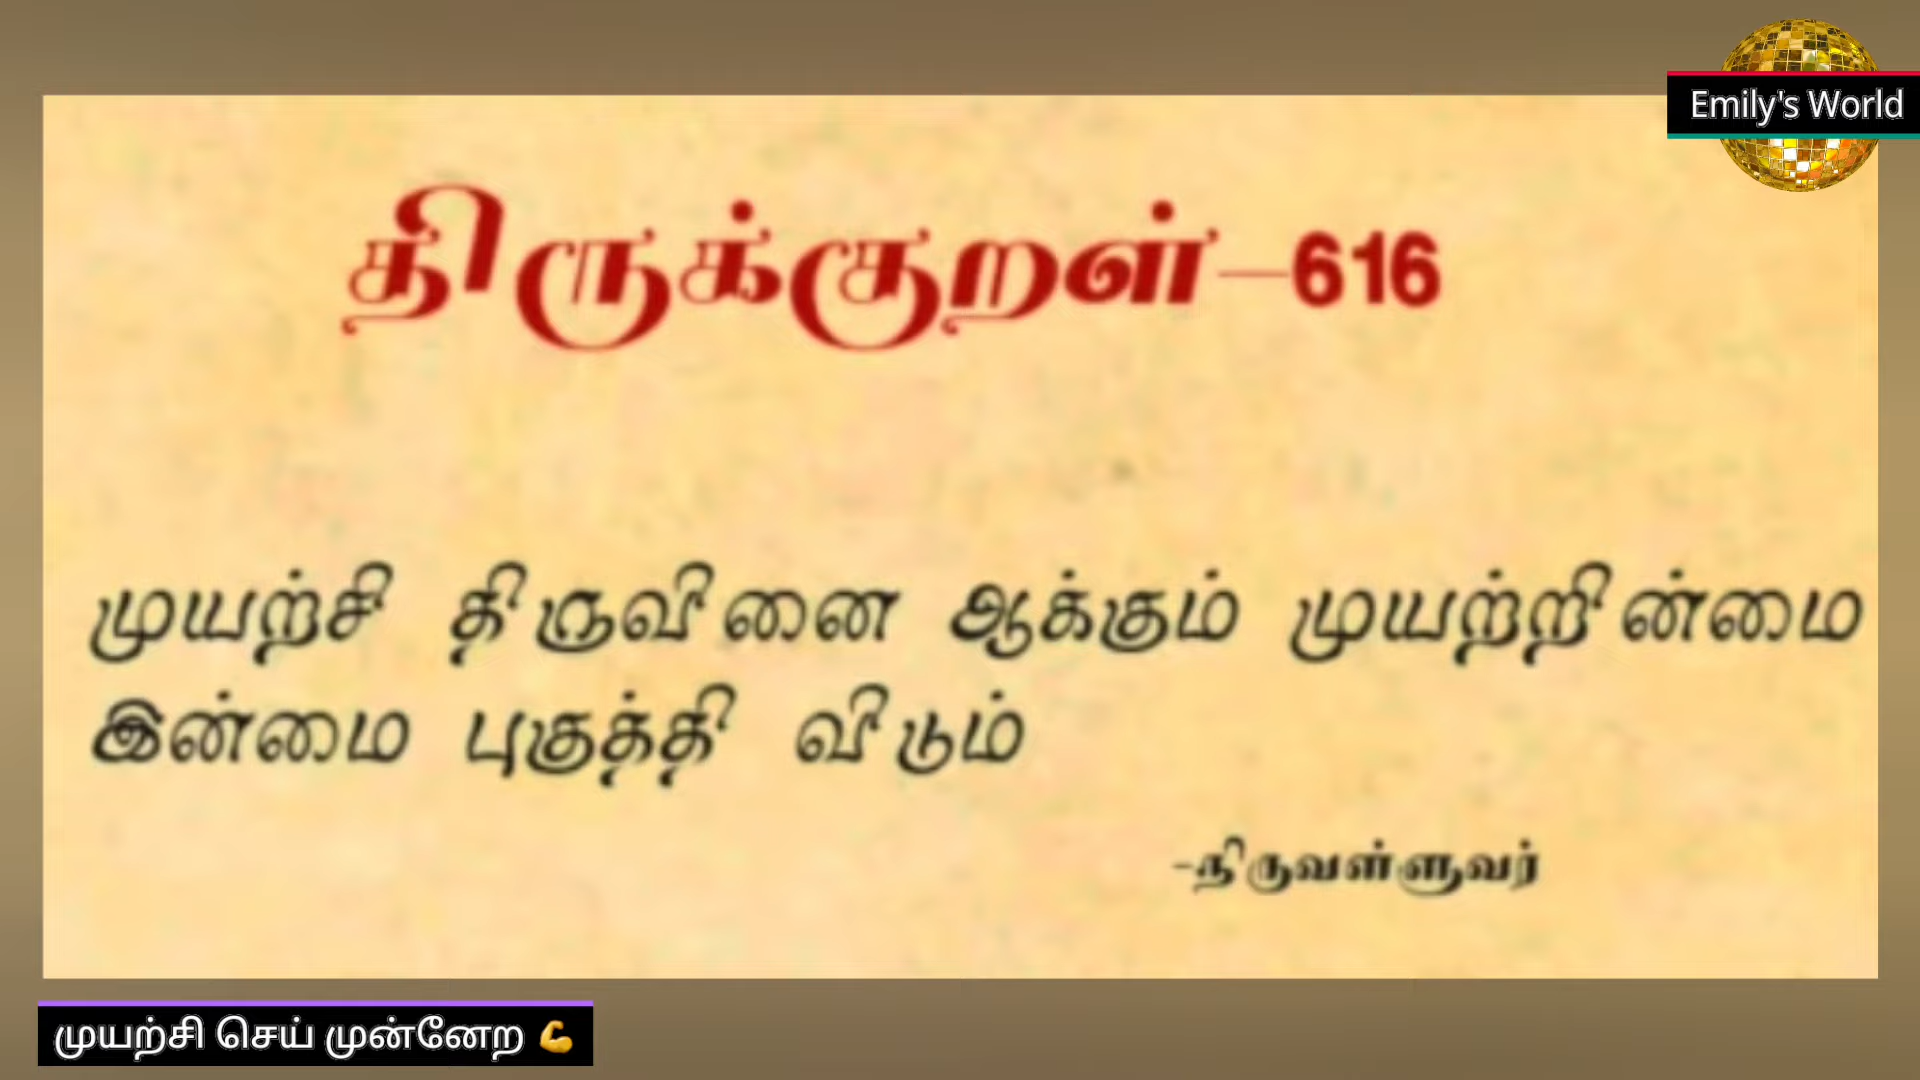 Emily's World
திருக்குறள்-616
முயற்சி திருவினை ஆக்கும் முயற்றின்மை
இன்மை புகுத்தி விடும்
-திருவள்ளுவர்
முயற்சி செய் முன்னேற 💪